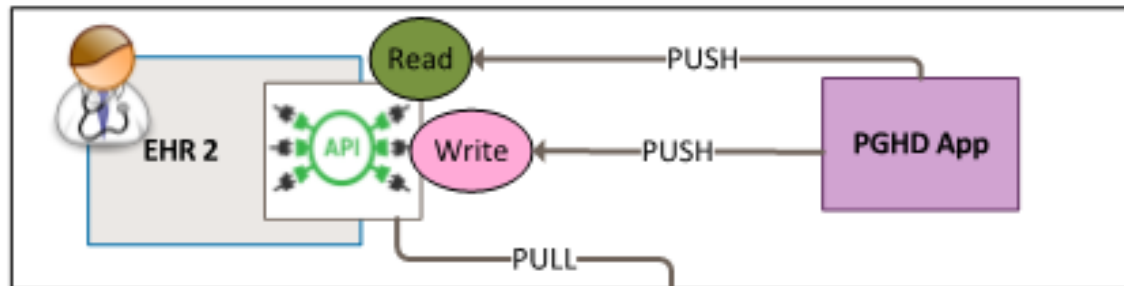 Read
PUSH
EHR 2
API
Write
PUSH
PGHD App
PULL